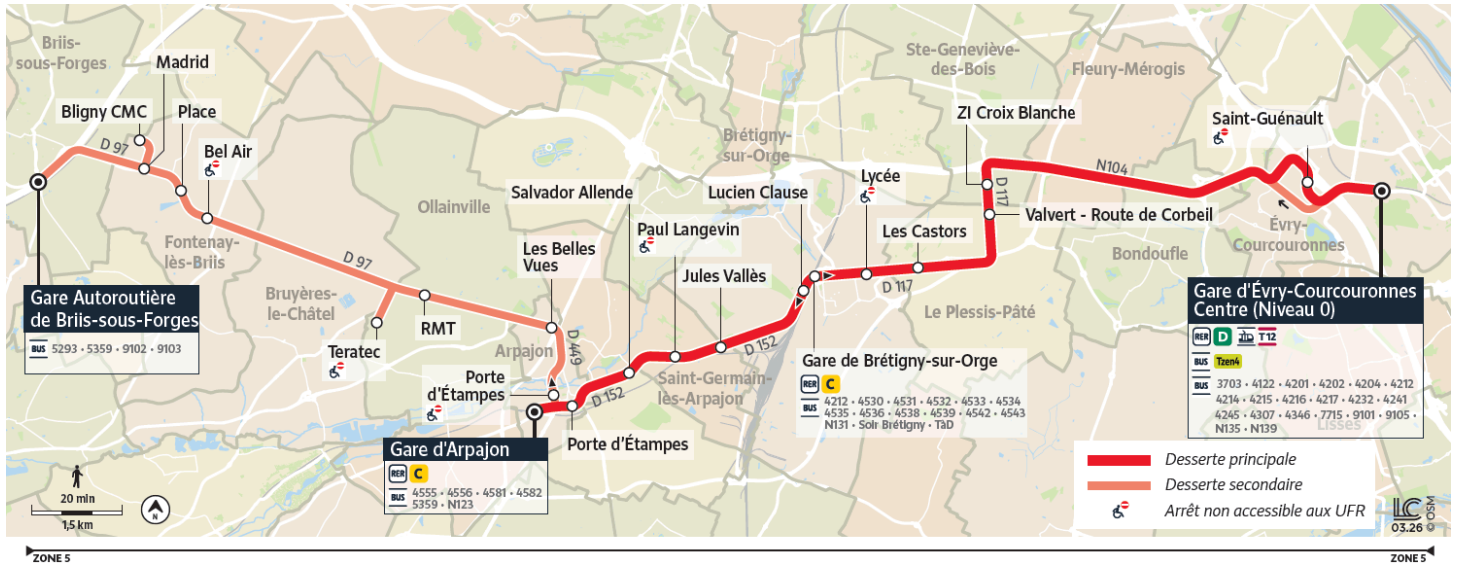 Briis-
sous-Forges
Madrid
Bligny CMC
Place
D 97
Bel Air
Fontenay-
lès-Briis
Gare Autoroutière
de Briis-sous-Forges
BUS 5293 • 5359 • 9102 • 9103
Bruyères-
le-Châtel
D 97
Ollainville
Teratec
RMT
Les Belles
Vues
Arpajon
D 449
Porte
d'Étampes
Gare d'Arpajon
RER C
BUS 4555 • 4556 • 4581 • 4582
5359 • N123
Porte d'Étampes
D 152
Salvador Allende
Paul Langevin
Jules Vallès
Saint-Germain-
lès-Arpajon
D 152
Brétigny-
sur-Orge
Lucien Clause
Lycée
Les Castors
D 117
Gare de Brétigny-sur-Orge
RER C
BUS 4212 • 4530 • 4531 • 4532 • 4533 • 4534
4535 • 4536 • 4538 • 4539 • 4542 • 4543
N131 • Soir Brétigny • TàD
Ste-Geneviève-
des-Bois
Fleury-Mérogis
ZI Croix Blanche
D 117
Valvert - Route de Corbeil
Le Plessis-Pâté
Bondoufle
N104
Saint-Guénault
Évry-
Courcouronnes
Gare d'Évry-Courcouronnes
Centre (Niveau 0)
RER D T12
BUS Tzen4
BUS 3703 • 4122 • 4201 • 4202 • 4204 • 4212
4214 • 4215 • 4216 • 4217 • 4232 • 4241
4245 • 4307 • 4346 • 7715 • 9101 • 9105 •
N135 • N139
Lisses
Desserte principale
Desserte secondaire
Arrêt non accessible aux UFR
20 min
1,5 km
N
LC
03.26 © OSM
ZONE 5
ZONE 5